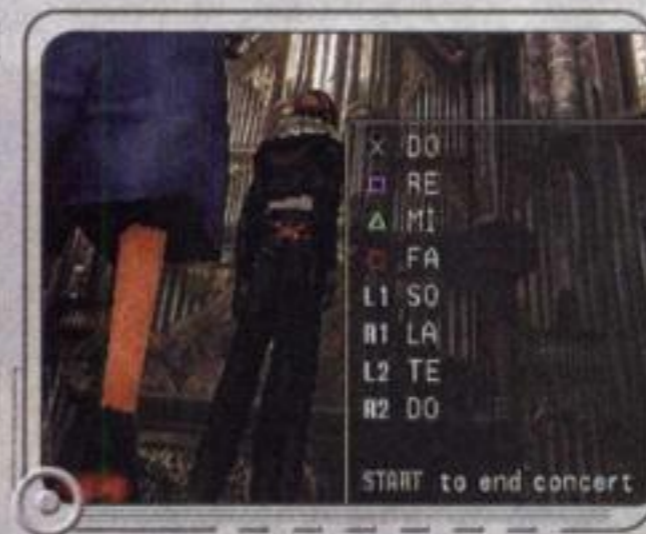 X DO
□ RE
△ MI
○ FA
L1 SO
R1 LA
L2 TE
R2 DO
START to end concert